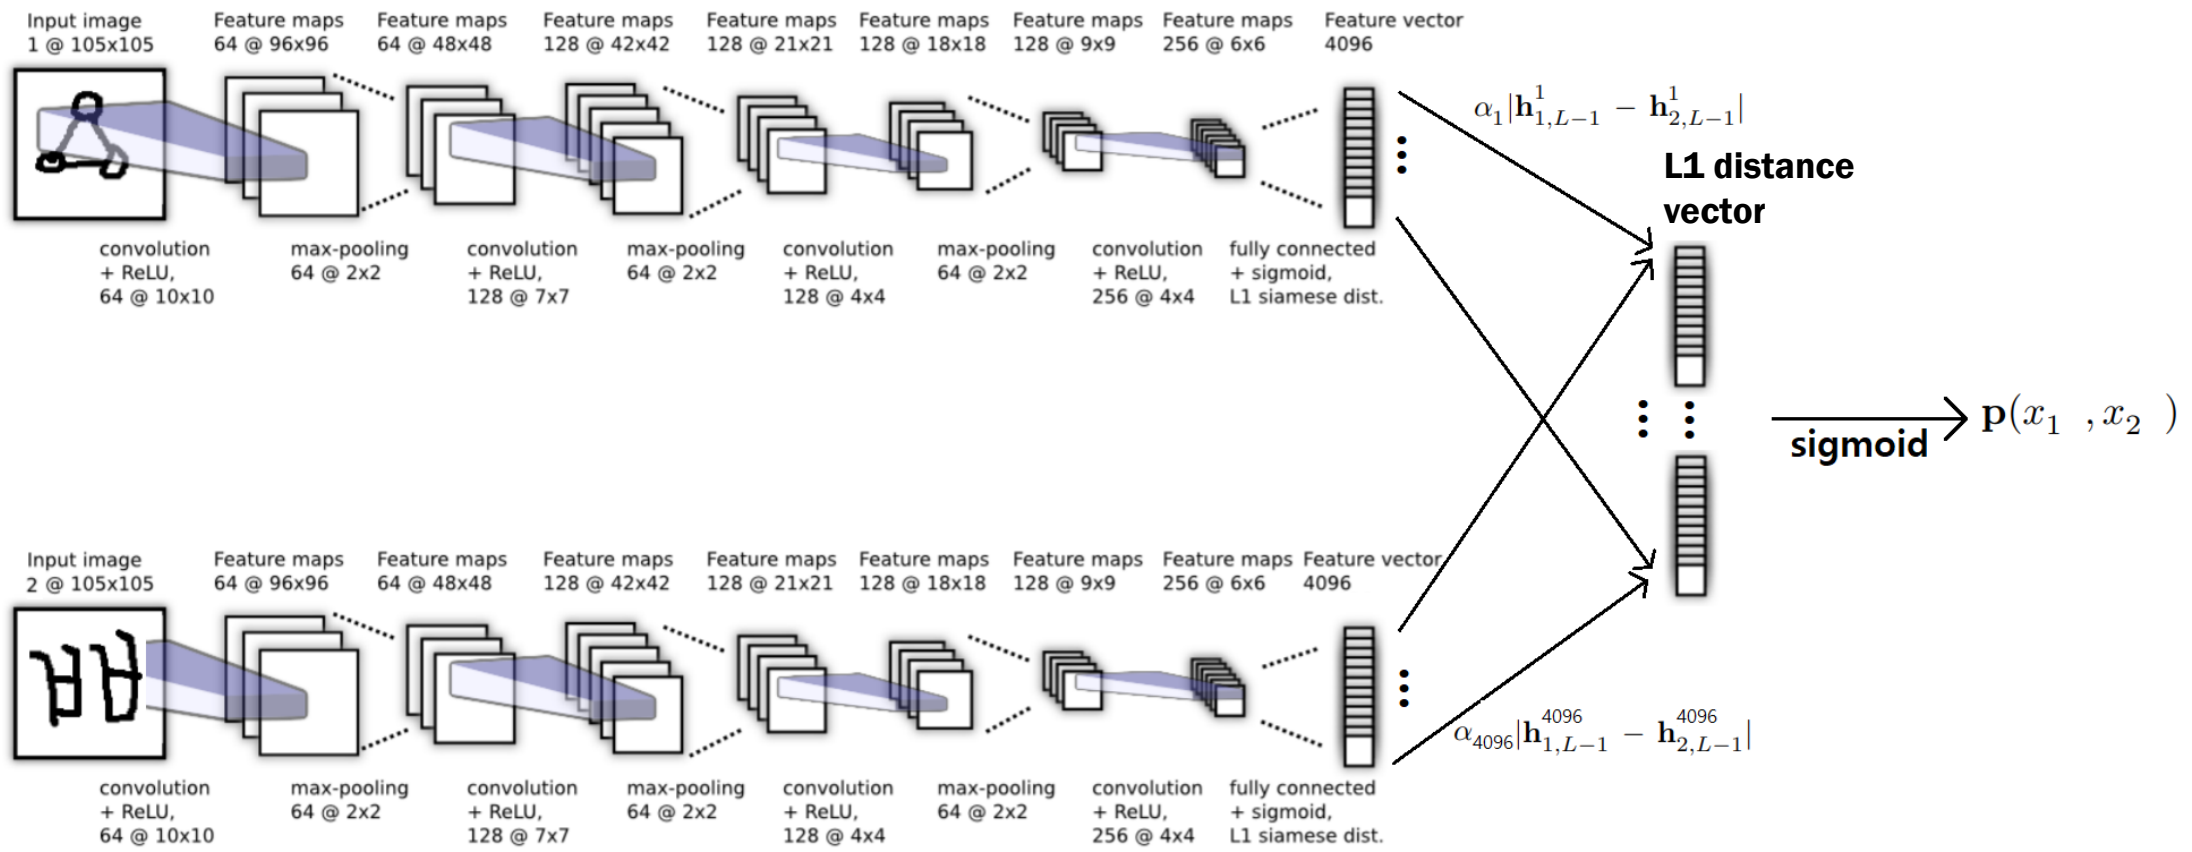 Input image
1 @ 105x105
Feature maps
64 @ 96x96
Feature maps
64 @ 48x48
Feature maps
128 @ 42x42
Feature maps
128 @ 21x21
Feature maps
128 @ 18x18
Feature maps
128 @ 9x9
Feature maps
256 @ 6x6
Feature vector
4096
convolution
+ ReLU,
64 @ 10x10
max-pooling
64 @ 2x2
convolution
+ ReLU,
128 @ 7x7
max-pooling
64 @ 2x2
convolution
+ ReLU,
128 @ 4x4
max-pooling
64 @ 2x2
convolution
+ ReLU,
256 @ 4x4
fully connected
+ sigmoid,
L1 siamese dist.
α₁|h¹₁,L−1 − h¹₂,L−1|
L1 distance
vector
sigmoid
p(x₁ , x₂ )
Input image
2 @ 105x105
Feature maps
64 @ 96x96
Feature maps
64 @ 48x48
Feature maps
128 @ 42x42
Feature maps
128 @ 21x21
Feature maps
128 @ 18x18
Feature maps
128 @ 9x9
Feature maps
256 @ 6x6
Feature vector
4096
convolution
+ ReLU,
64 @ 10x10
max-pooling
64 @ 2x2
convolution
+ ReLU,
128 @ 7x7
max-pooling
64 @ 2x2
convolution
+ ReLU,
128 @ 4x4
max-pooling
64 @ 2x2
convolution
+ ReLU,
256 @ 4x4
fully connected
+ sigmoid,
L1 siamese dist.
α₄₀₉₆|h⁴⁰⁹⁶₁,L−1 − h⁴⁰⁹⁶₂,L−1|